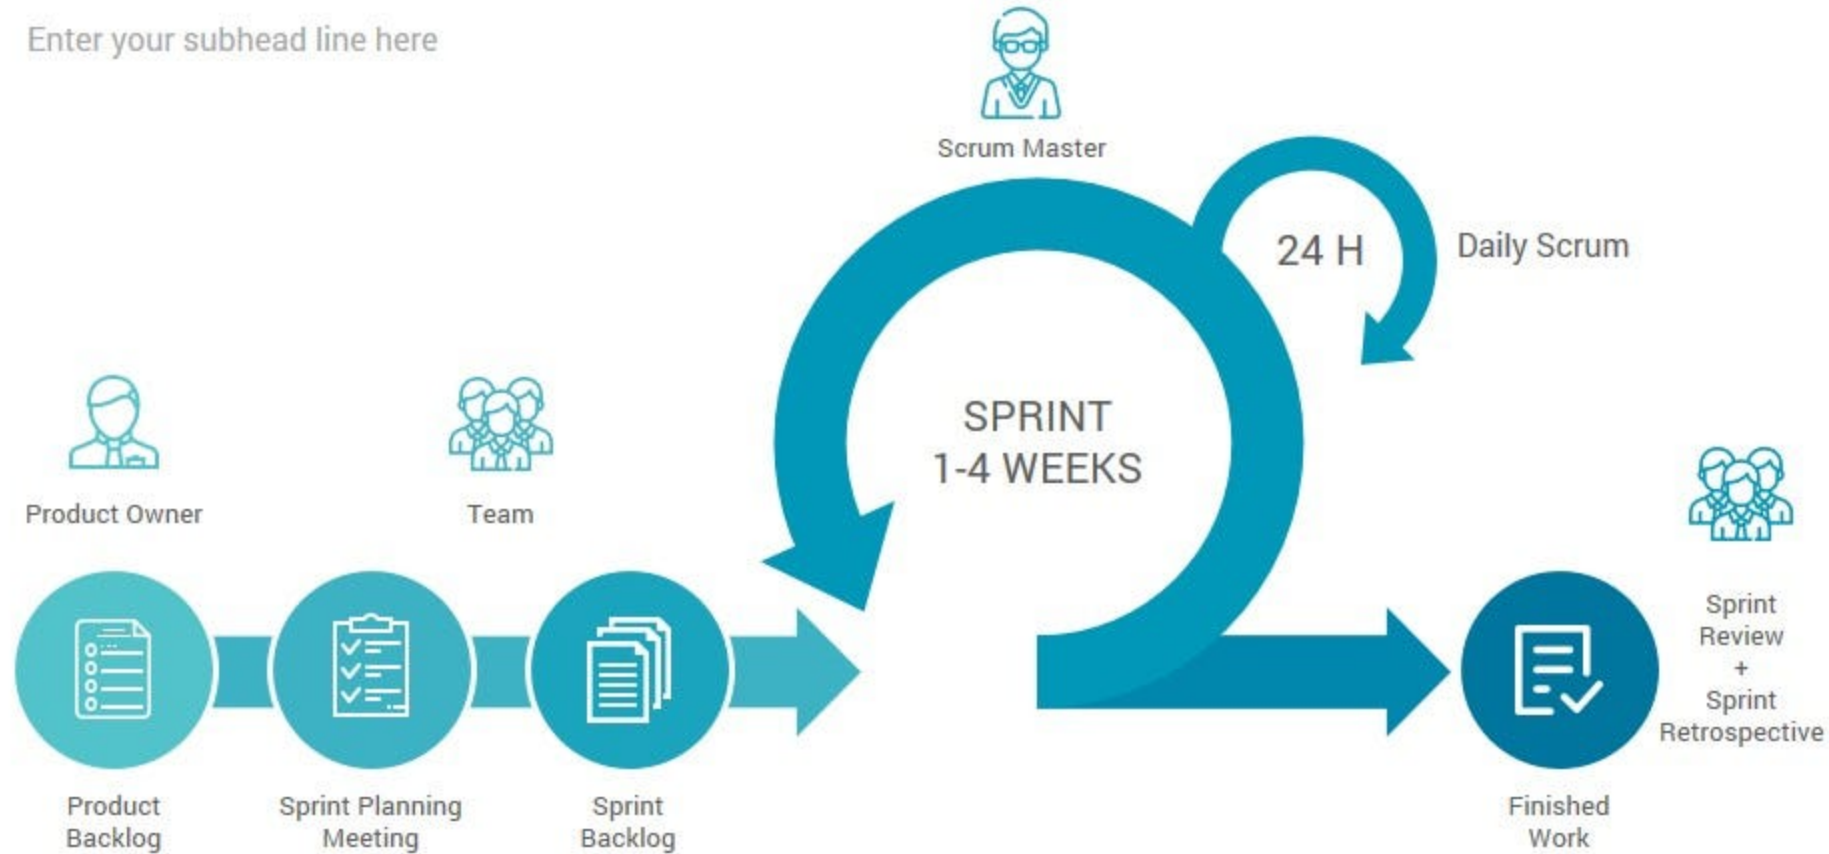 Enter your subhead line here
Scrum Master
24 H
Daily Scrum
SPRINT
1-4 WEEKS
Product Owner
Team
Product
Backlog
Sprint Planning
Meeting
Sprint
Backlog
Finished
Work
Sprint
Review
+
Sprint
Retrospective